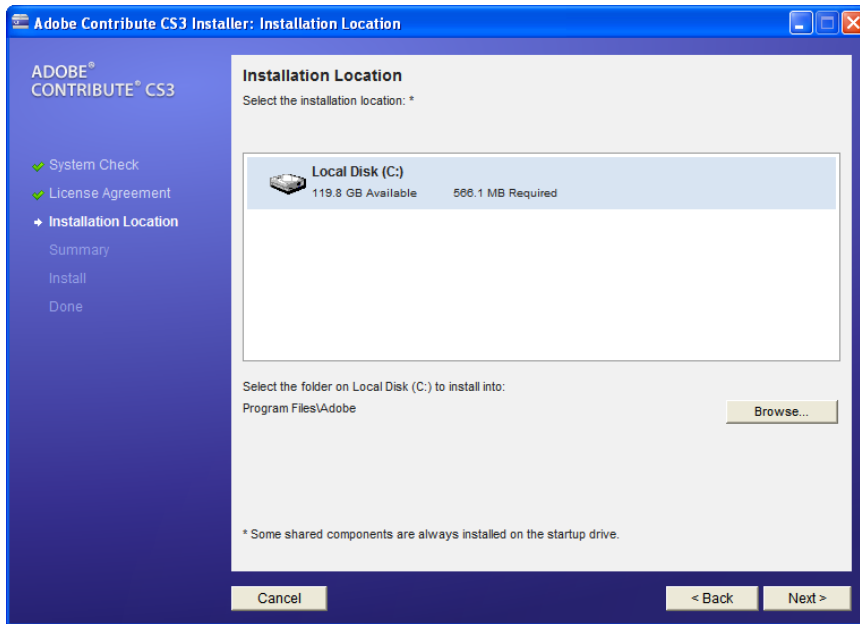 Adobe Contribute CS3 Installer: Installation Location
ADOBE®
CONTRIBUTE® CS3
System Check
License Agreement
Installation Location
Summary
Install
Done
Installation Location
Select the installation location: *
Local Disk (C:)
119.8 GB Available 566.1 MB Required
Select the folder on Local Disk (C:) to install into:
Program Files\Adobe
Browse...
* Some shared components are always installed on the startup drive.
Cancel
< Back
Next >